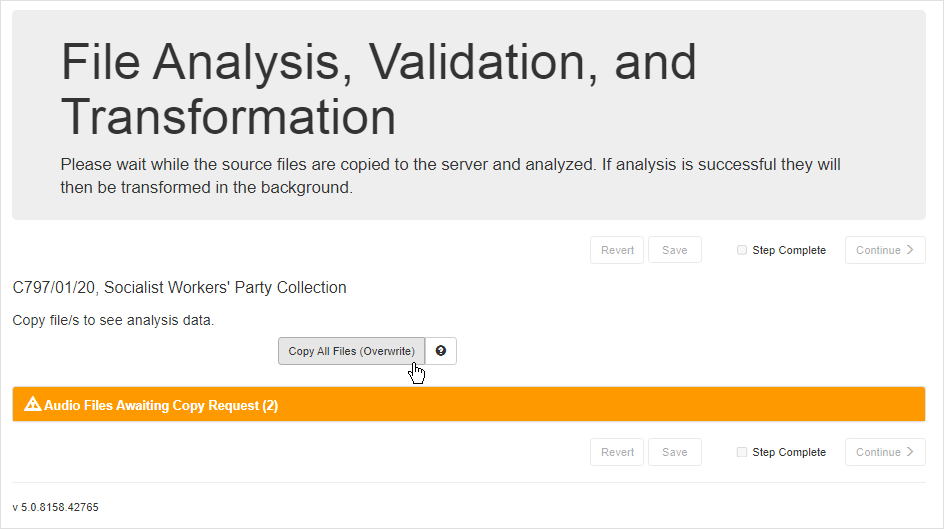 File Analysis, Validation, and
Transformation
Please wait while the source files are copied to the server and analyzed. If analysis is successful they will
then be transformed in the background.
Revert Save Step Complete Continue
C797/01/20, Socialist Workers' Party Collection
Copy file/s to see analysis data.
Copy All Files (Overwrite)
Audio Files Awaiting Copy Request (2)
Revert Save Step Complete Continue
v 5.0.8158.42765